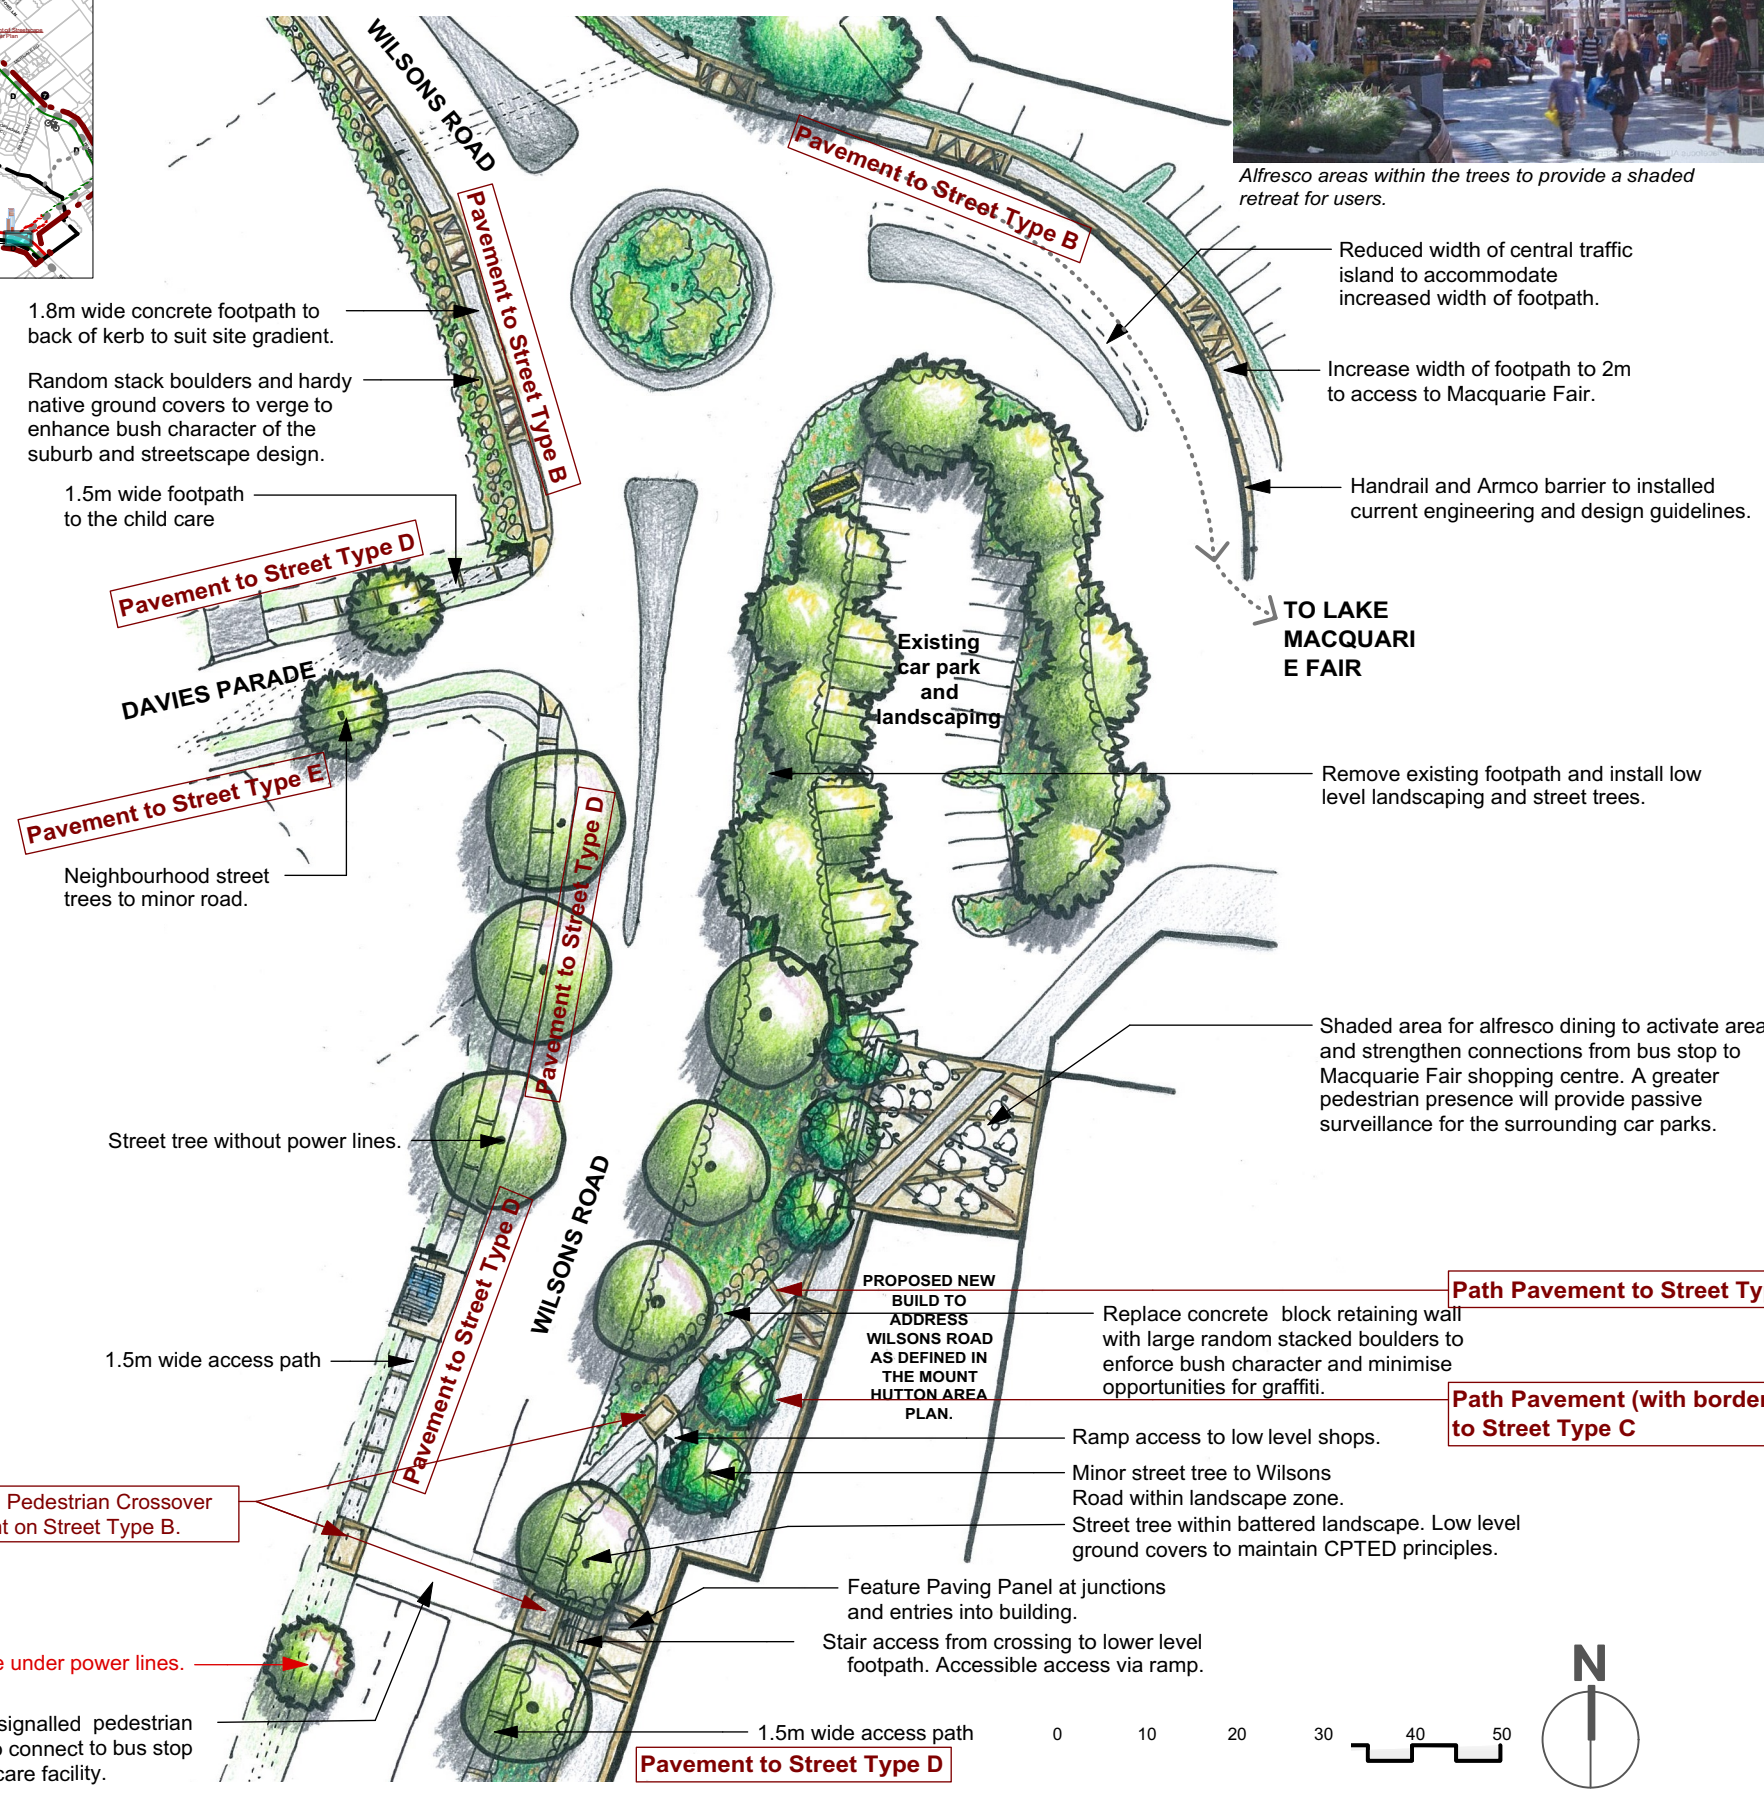 WILSONS ROAD
Pavement to Street Type B
Alfresco areas within the trees to provide a shaded
retreat for users.
Pavement to Street Type B
Reduced width of central traffic
island to accommodate
increased width of footpath.
1.8m wide concrete footpath to
back of kerb to suit site gradient.
Increase width of footpath to 2m
to access to Macquarie Fair.
Random stack boulders and hardy
native ground covers to verge to
enhance bush character of the
suburb and streetscape design.
1.5m wide footpath
to the child care
Handrail and Armco barrier to installed
current engineering and design guidelines.
Pavement to Street Type D
TO LAKE
MACQUARI
E FAIR
Existing
car park
and
landscaping
DAVIES PARADE
Pavement to Street Type E
Remove existing footpath and install low
level landscaping and street trees.
Neighbourhood street
trees to minor road.
Pavement to Street Type D
Shaded area for alfresco dining to activate area
and strengthen connections from bus stop to
Macquarie Fair shopping centre. A greater
pedestrian presence will provide passive
surveillance for the surrounding car parks.
Street tree without power lines.
WILSONS ROAD
Pavement to Street Type D
PROPOSED NEW
BUILD TO
ADDRESS
WILSONS ROAD
AS DEFINED IN
THE MOUNT
HUTTON AREA
PLAN.
Path Pavement to Street Ty
Replace concrete block retaining wall
with large random stacked boulders to
enforce bush character and minimise
opportunities for graffiti.
1.5m wide access path
Path Pavement (with border
to Street Type C
Ramp access to low level shops.
Minor street tree to Wilsons
Road within landscape zone.
Pedestrian Crossover
t on Street Type B.
Street tree within battered landscape. Low level
ground covers to maintain CPTED principles.
Feature Paving Panel at junctions
and entries into building.
Stair access from crossing to lower level
footpath. Accessible access via ramp.
e under power lines.
signalled pedestrian
o connect to bus stop
care facility.
1.5m wide access path
Pavement to Street Type D
0 10 20 30 40 50
N